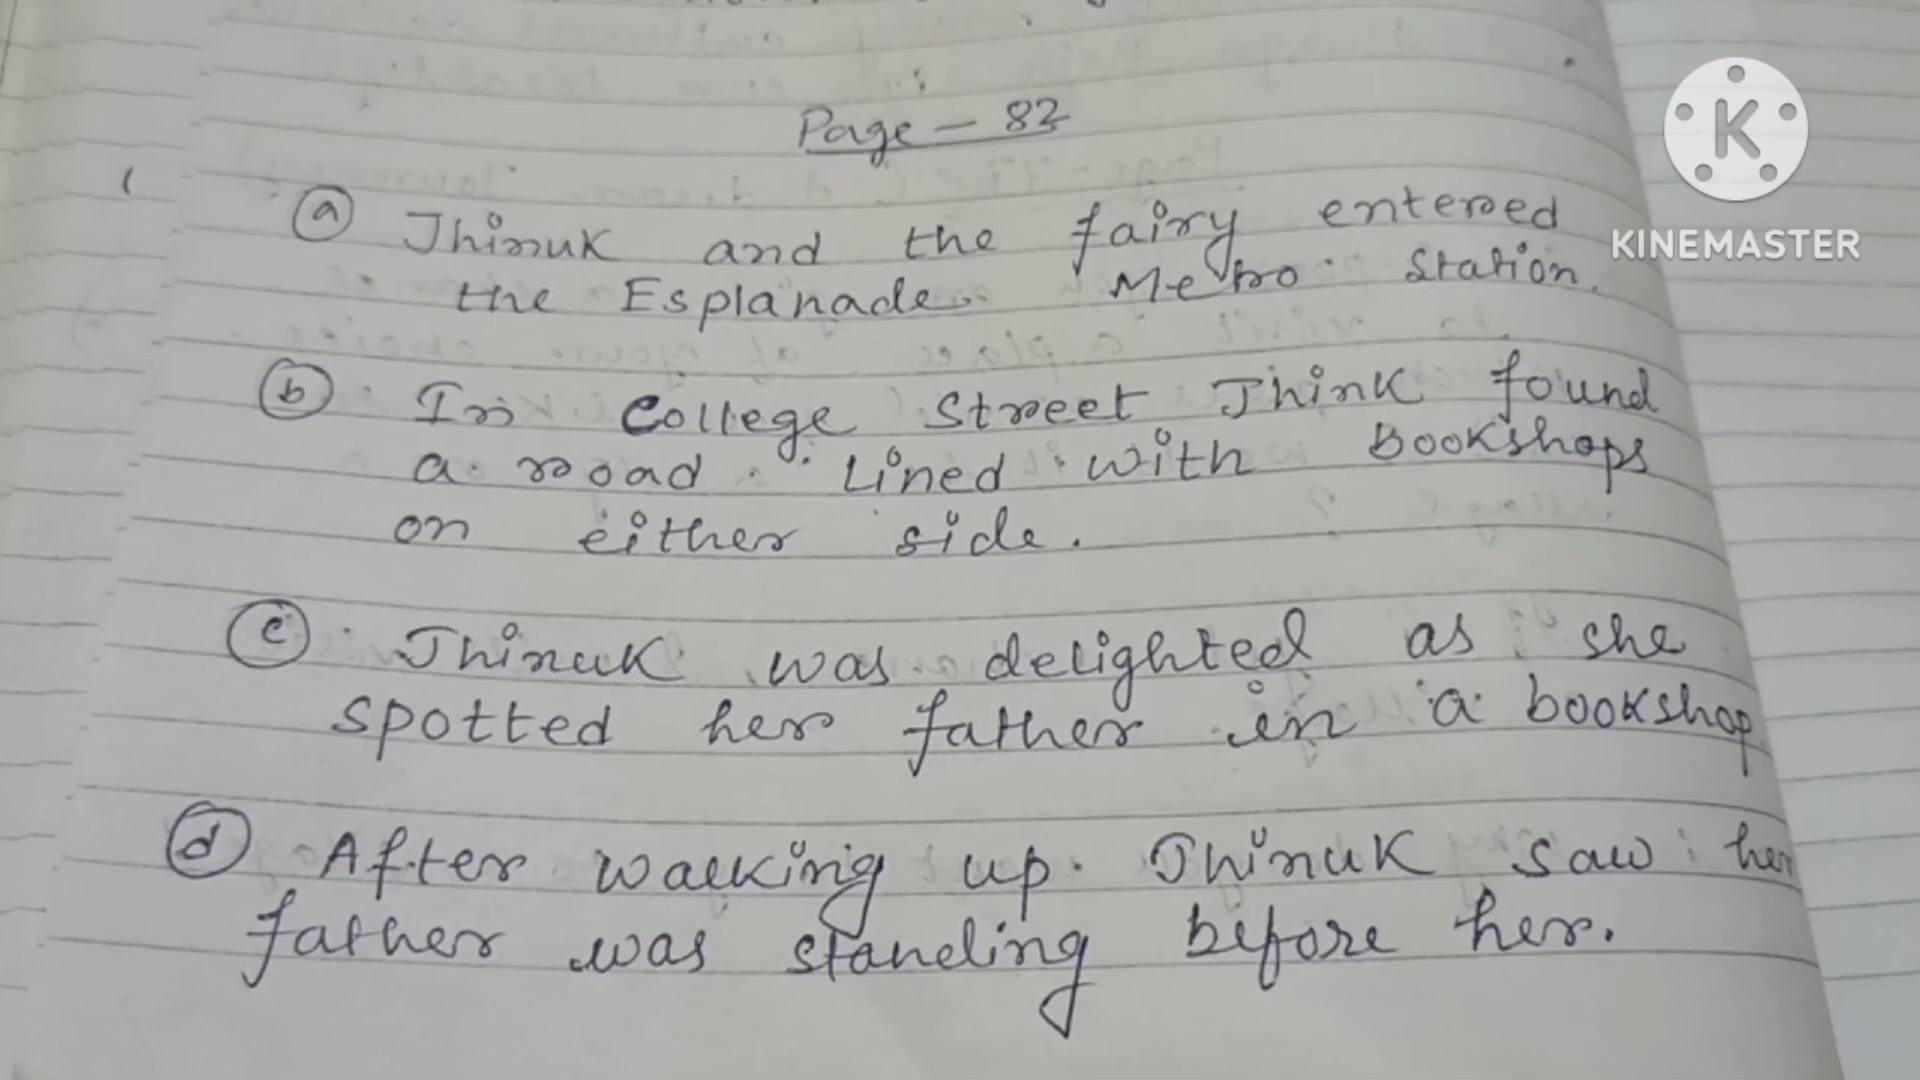 Page - 83
a Jhinuk and the fairy entered
the Esplanade. Metro Station.
b In College Street Jhink found
a road lined with Bookshops
on either side.
c Jhinuk was delighted as she
spotted her father in a bookshop
d After walking up. Jhinuk saw her
father was standing before her.
KINEMASTER